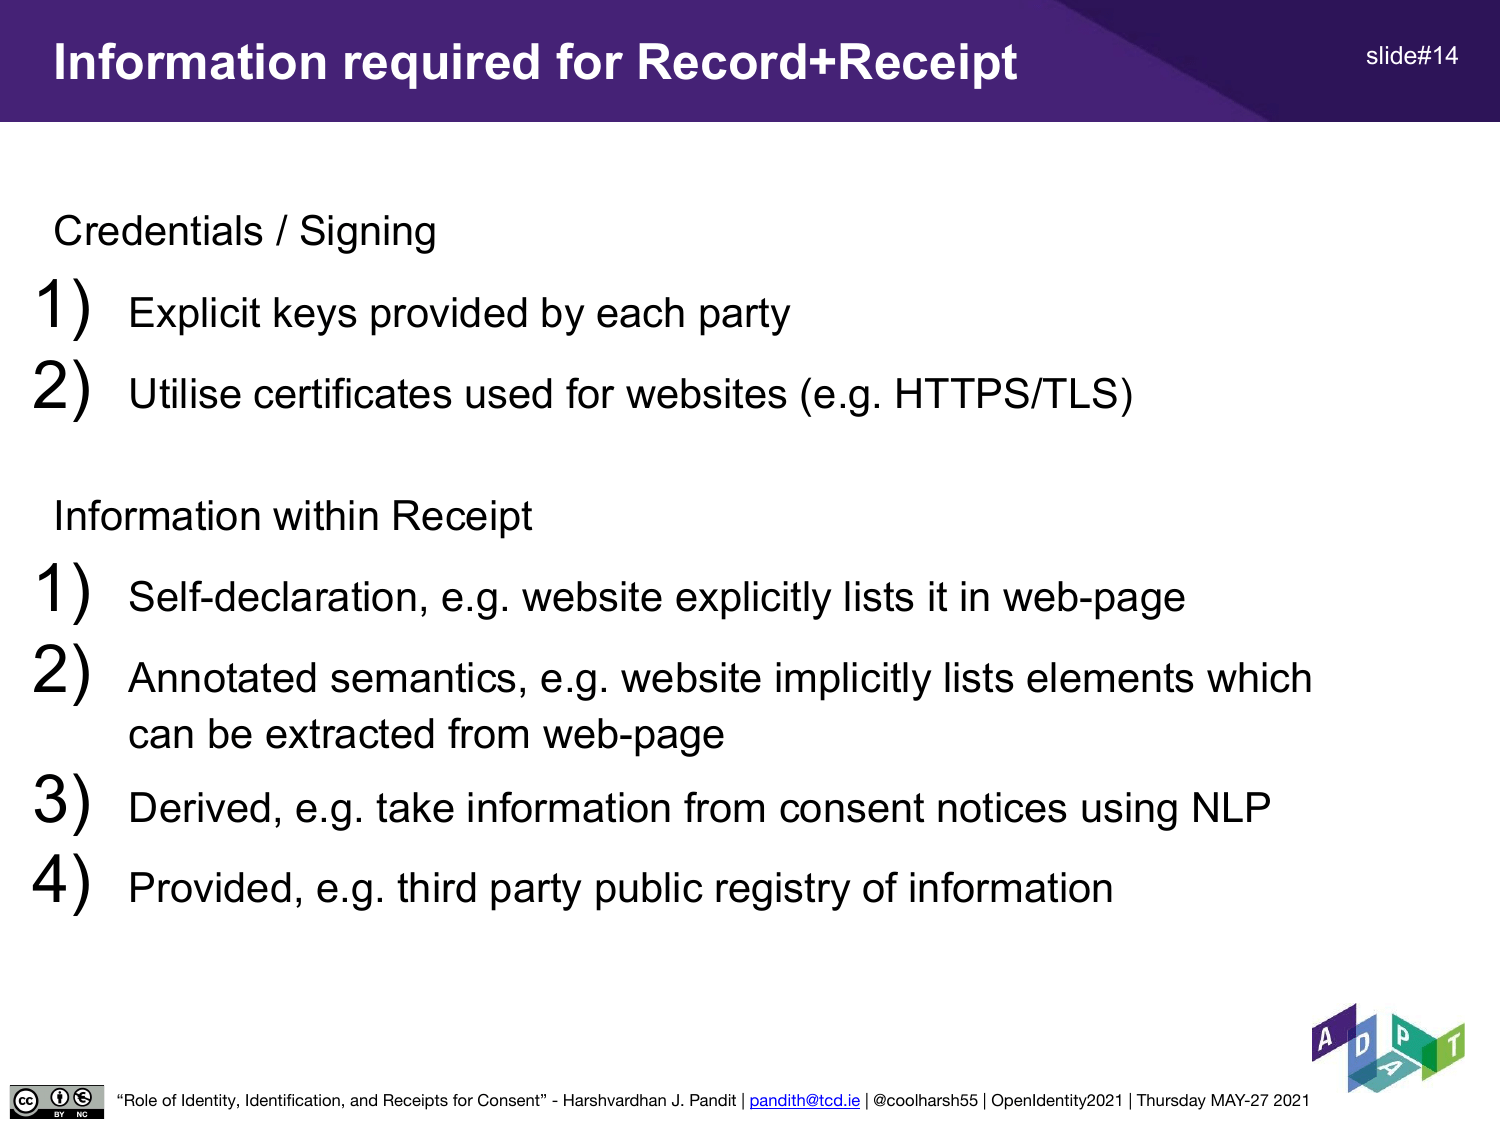 Information required for Record+Receipt
slide#14
Credentials / Signing
1) Explicit keys provided by each party
2) Utilise certificates used for websites (e.g. HTTPS/TLS)
Information within Receipt
1) Self-declaration, e.g. website explicitly lists it in web-page
2) Annotated semantics, e.g. website implicitly lists elements which
can be extracted from web-page
3) Derived, e.g. take information from consent notices using NLP
4) Provided, e.g. third party public registry of information
ADAPT
cc BY NC
“Role of Identity, Identification, and Receipts for Consent” - Harshvardhan J. Pandit | pandith@tcd.ie | @coolharsh55 | OpenIdentity2021 | Thursday MAY-27 2021